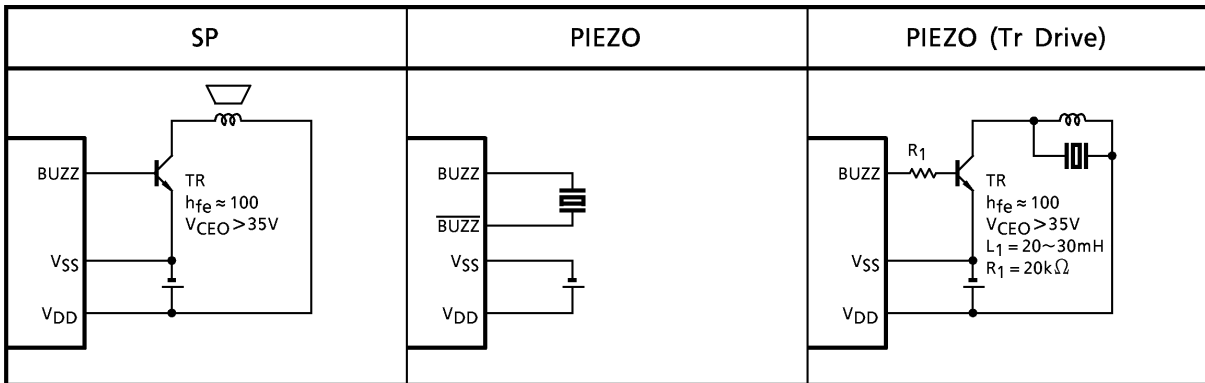 SP
PIEZO
PIEZO (Tr Drive)
BUZZ
TR
hfe ≈ 100
VCEO > 35V
VSS
VDD
BUZZ
B̅U̅Z̅Z̅
VSS
VDD
R1
BUZZ
TR
hfe ≈ 100
VCEO > 35V
L1 = 20~30mH
R1 = 20kΩ
VSS
VDD